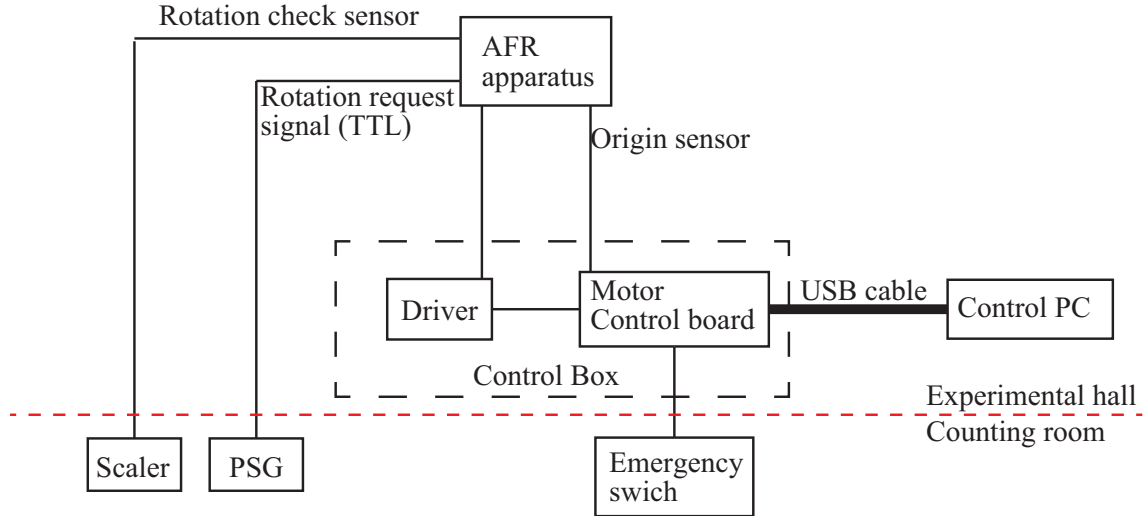 Rotation check sensor
AFR
apparatus
Rotation request
signal (TTL)
Origin sensor
Driver
Motor
Control board
USB cable
Control PC
Control Box
Experimental hall
Counting room
Scaler
PSG
Emergency
swich